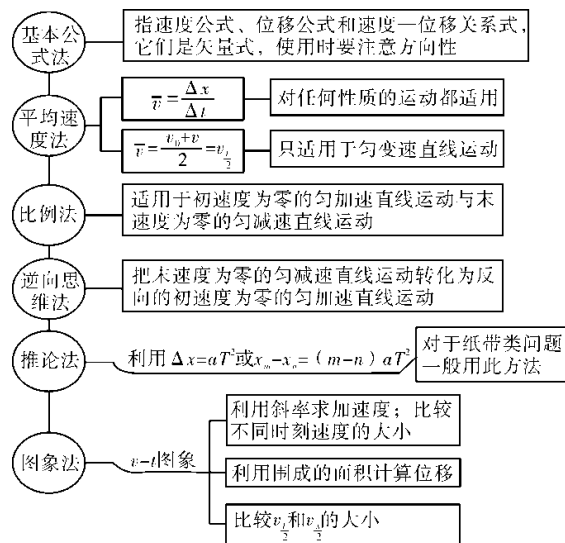 基本公式法
指速度公式、位移公式和速度—位移关系式,
它们是矢量式，使用时要注意方向性
平均速度法
v̄=Δx/Δt
对任何性质的运动都适用
v̄=(v₀+v)/2=v_{t/2}
只适用于匀变速直线运动
比例法
适用于初速度为零的匀加速直线运动与末
速度为零的匀减速直线运动
逆向思维法
把末速度为零的匀减速直线运动转化为反
向的初速度为零的匀加速直线运动
推论法
利用Δx=aT²或xₘ-xₙ=(m-n)aT²
对于纸带类问题
一般用此方法
图象法
v-t图象
利用斜率求加速度；比较
不同时刻速度的大小
利用围成的面积计算位移
比较v_{t/2}和v_{x/2}的大小